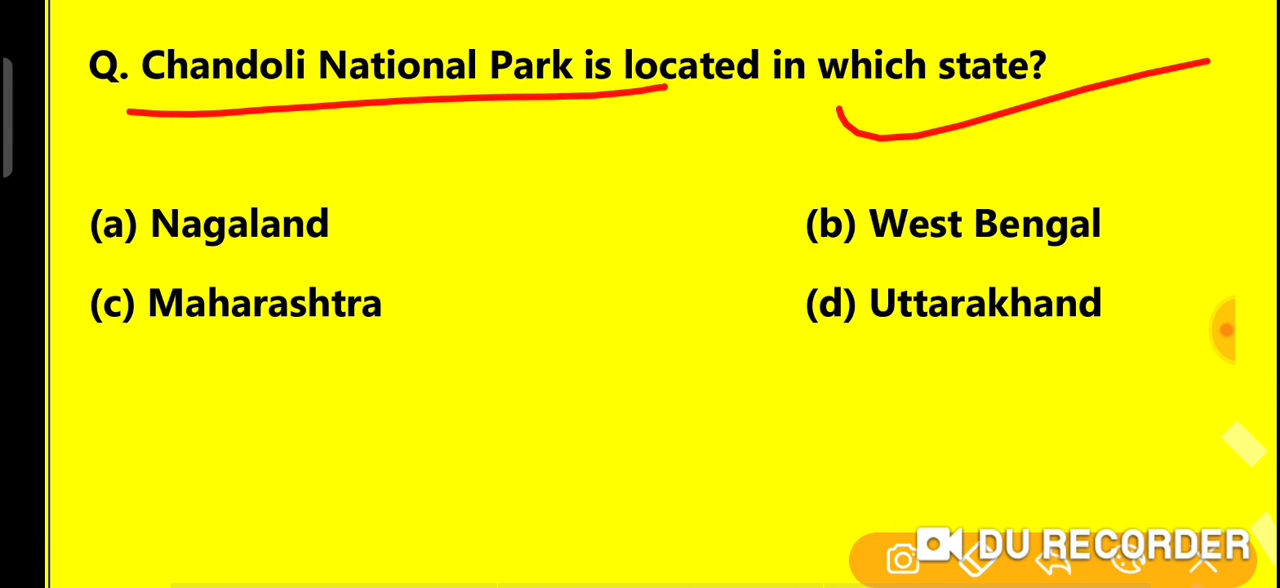 Q. Chandoli National Park is located in which state?
(a) Nagaland (b) West Bengal
(c) Maharashtra (d) Uttarakhand
DU RECORDER